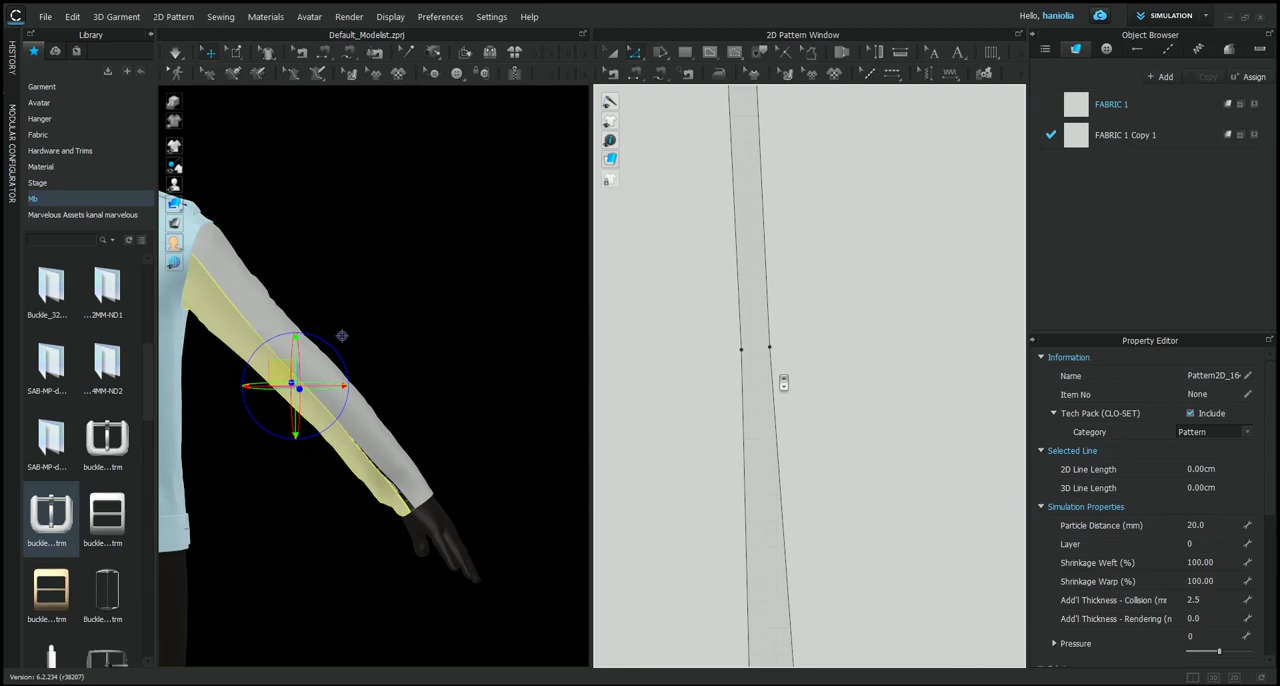 File Edit 3D Garment 2D Pattern Sewing Materials Avatar Render Display Preferences Settings Help
Hello, haniolia
SIMULATION
Library
Default_Modelist.zprj
2D Pattern Window
Object Browser
HISTORY
MODULAR CONFIGURATOR
Garment
Avatar
Hanger
Fabric
Hardware and Trims
Material
Stage
Mb
Marvelous Assets kanal marvelous
Buckle_32... ...2MM-ND1
SAB-MP-d... ...4MM-ND2
SAB-MP-d... buckle...trm
buckle...trm buckle...trm
buckle...trm Buckle...trm
+ Add Copy Assign
FABRIC 1
FABRIC 1 Copy 1
Property Editor
Information
Name Pattern2D_16
Item No None
Tech Pack (CLO-SET) Include
Category Pattern
Selected Line
2D Line Length 0.00cm
3D Line Length 0.00cm
Simulation Properties
Particle Distance (mm) 20.0
Layer 0
Shrinkage Weft (%) 100.00
Shrinkage Warp (%) 100.00
Add'l Thickness - Collision (mr 2.5
Add'l Thickness - Rendering (n 0.0
Pressure 0
Version: 6.2.234 (r38207)
3D 2D